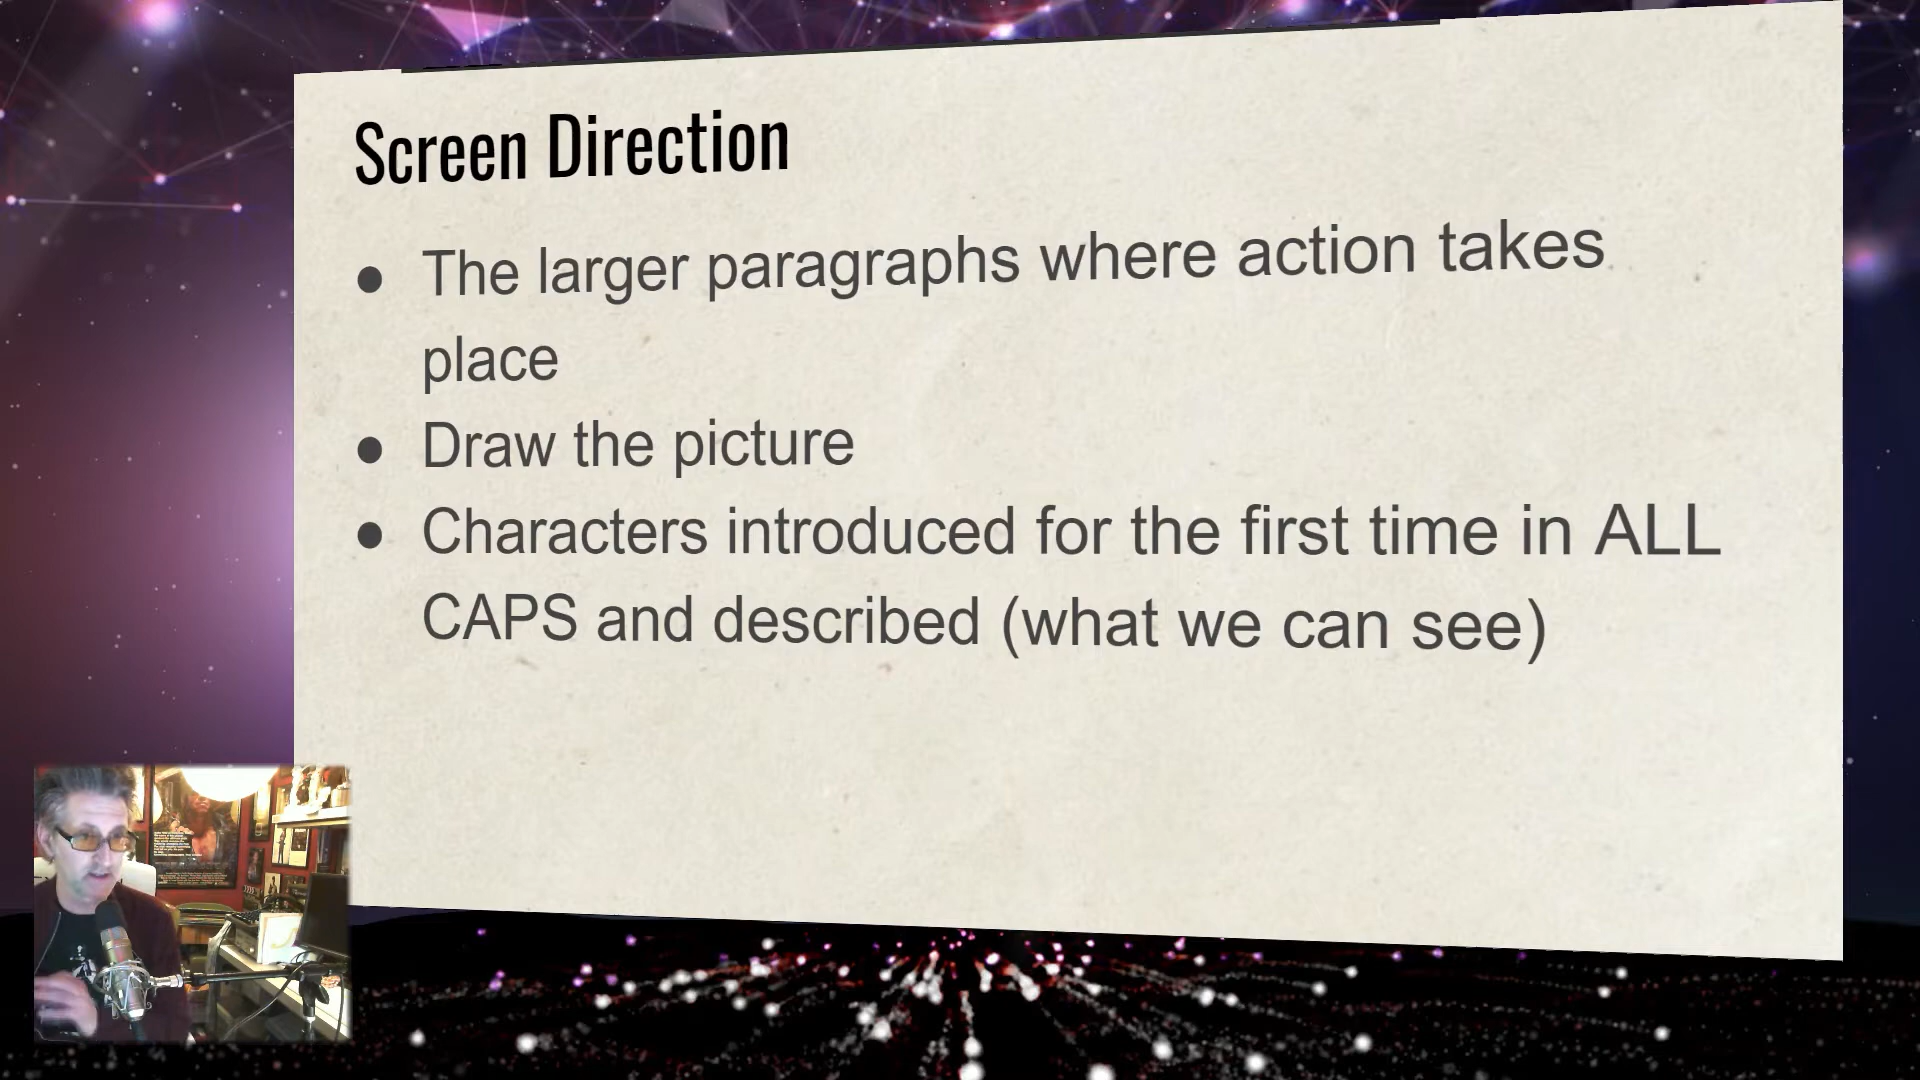 Screen Direction
● The larger paragraphs where action takes
place
● Draw the picture
● Characters introduced for the first time in ALL
CAPS and described (what we can see)